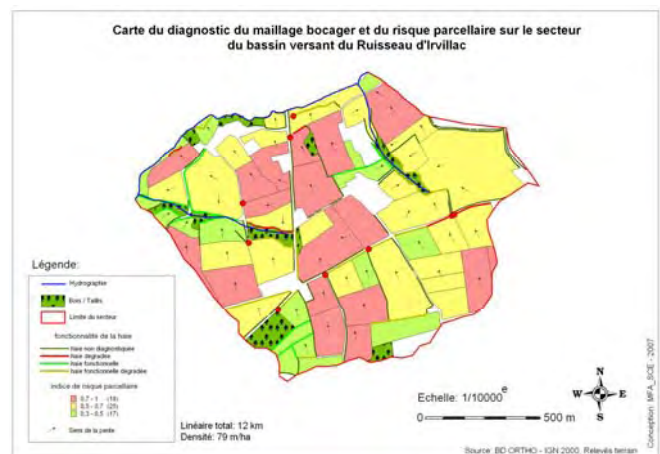 Carte du diagnostic du maillage bocager et du risque parcellaire sur le secteur
du bassin versant du Ruisseau d'Irvillac
Légende:
Hydrographie
Bois / Taillis
Limite du secteur
fonctionnalité de la haie
haie non diagnostiquée
haie dégradée
haie fonctionnelle
haie fonctionnelle dégradée
indice de risque parcellaire
0,7 - 1 (18)
0,5 - 0,7 (25)
0,3 - 0,5 (17)
Sens de la pente
Linéaire total: 12 km
Densité: 79 m/ha
Echelle: 1/10000e
0 500 m
N
W E
S
Conception: MFA_SCE - 2007
Source: BD ORTHO - IGN 2000, Relevés terrain